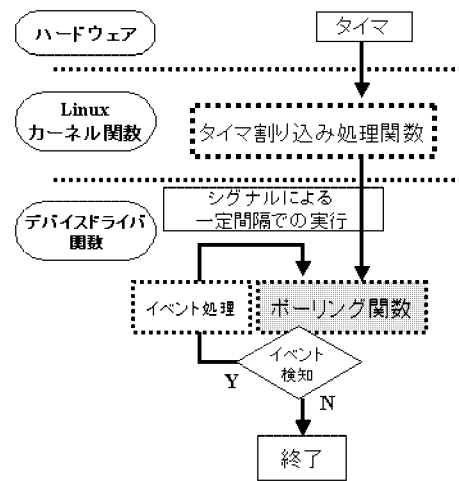 ハードウェア
タイマ
Linux
カーネル関数
タイマ割り込み処理関数
シグナルによる
一定間隔での実行
デバイスドライバ
関数
イベント処理
ポーリング関数
イベント
検知
Y
N
終了